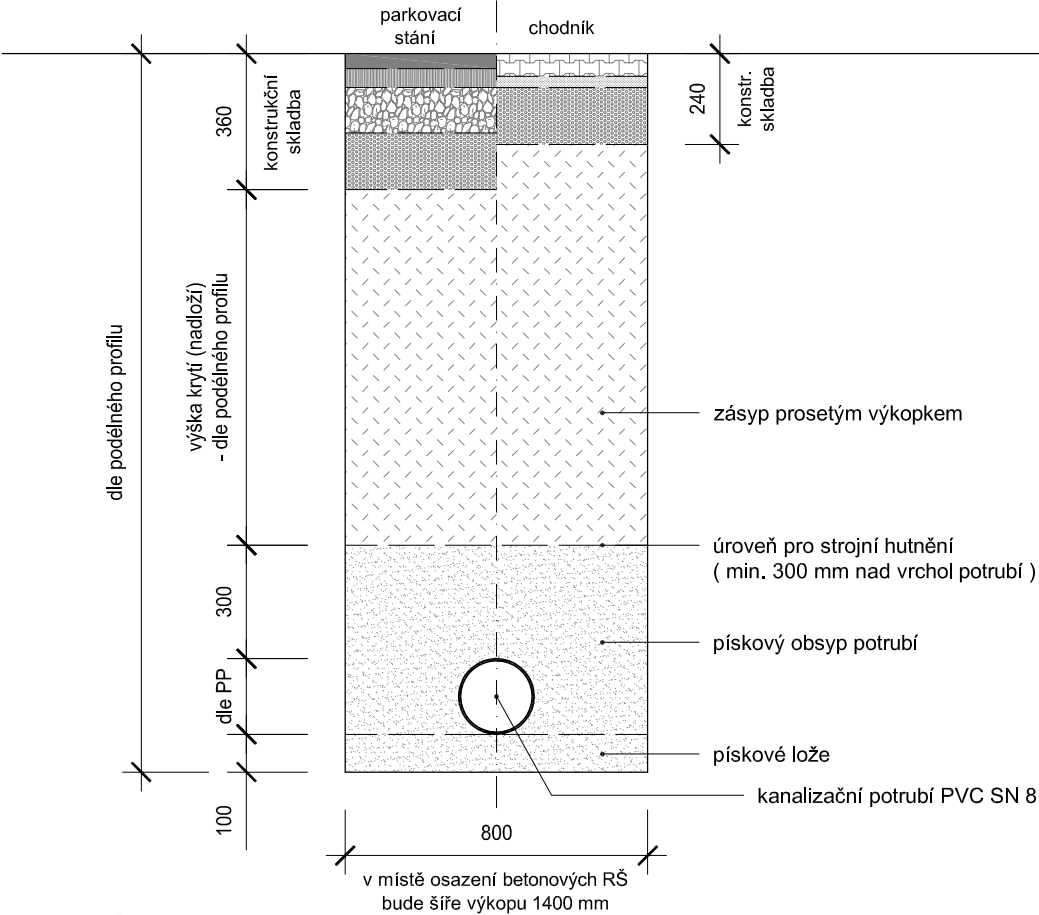 parkovací
stání
chodník
360
konstrukční
skladba
240
konstr.
skladba
dle podélného profilu
výška krytí (nadloží)
- dle podélného profilu
zásyp prosetým výkopkem
úroveň pro strojní hutnění
( min. 300 mm nad vrchol potrubí )
300
pískový obsyp potrubí
dle PP
pískové lože
kanalizační potrubí PVC SN 8
100
800
v místě osazení betonových RŠ
bude šíře výkopu 1400 mm